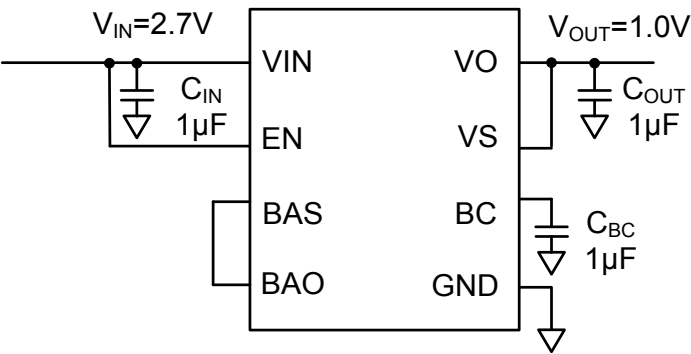 V_IN=2.7V
V_OUT=1.0V
VIN
VO
C_IN
1µF
C_OUT
1µF
EN
VS
BAS
BC
C_BC
1µF
BAO
GND